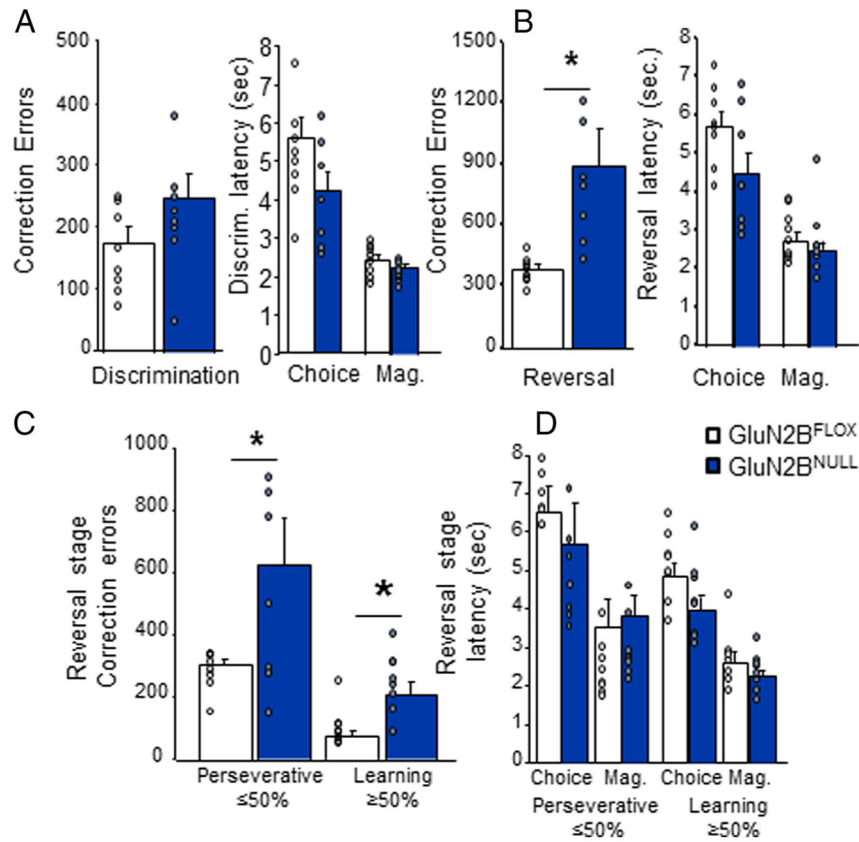 A
Correction Errors
500
400
300
200
100
0
Discrimination
Discrim. latency (sec)
8
7
6
5
4
3
2
1
0
Choice Mag.
B
Correction Errors
1500
1200
900
600
300
0
*
Reversal
Reversal latency (sec.)
8
7
6
5
4
3
2
1
0
Choice Mag.
C
Reversal stage
Correction errors
1000
800
600
400
200
0
*
*
Perseverative
≤50%
Learning
≥50%
D
GluN2BFLOX
GluN2BNULL
Reversal stage
latency (sec)
8
7
6
5
4
3
2
1
0
Choice Mag. Choice Mag.
Perseverative
≤50%
Learning
≥50%